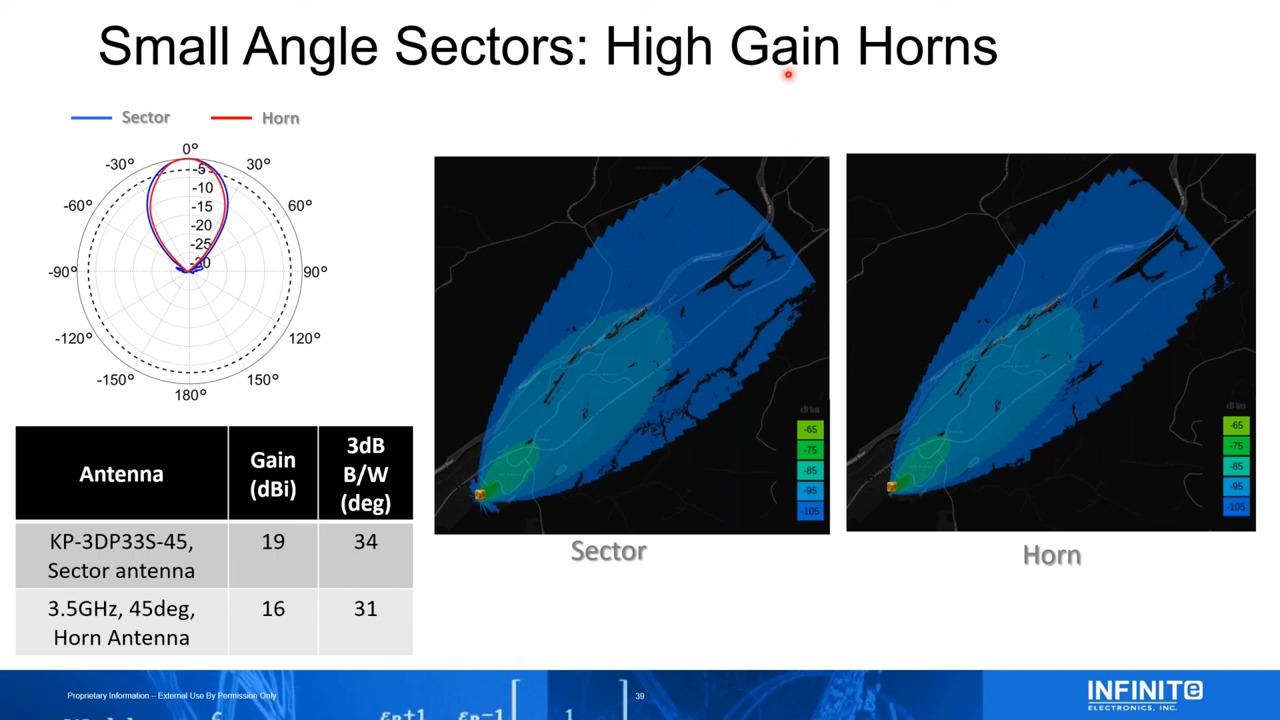 Small Angle Sectors: High Gain Horns
Sector
Horn
0°
-30°
30°
-60°
60°
-90°
90°
-120°
120°
-150°
150°
180°
-5
-10
-15
-20
-25
Antenna
Gain
(dBi)
3dB
B/W
(deg)
KP-3DP33S-45,
Sector antenna
19
34
3.5GHz, 45deg,
Horn Antenna
16
31
-65
-75
-85
-95
-105
Sector
-65
-75
-85
-95
-105
Horn
Proprietary Information – External Use By Permission Only
39
INFINITE
ELECTRONICS, INC.